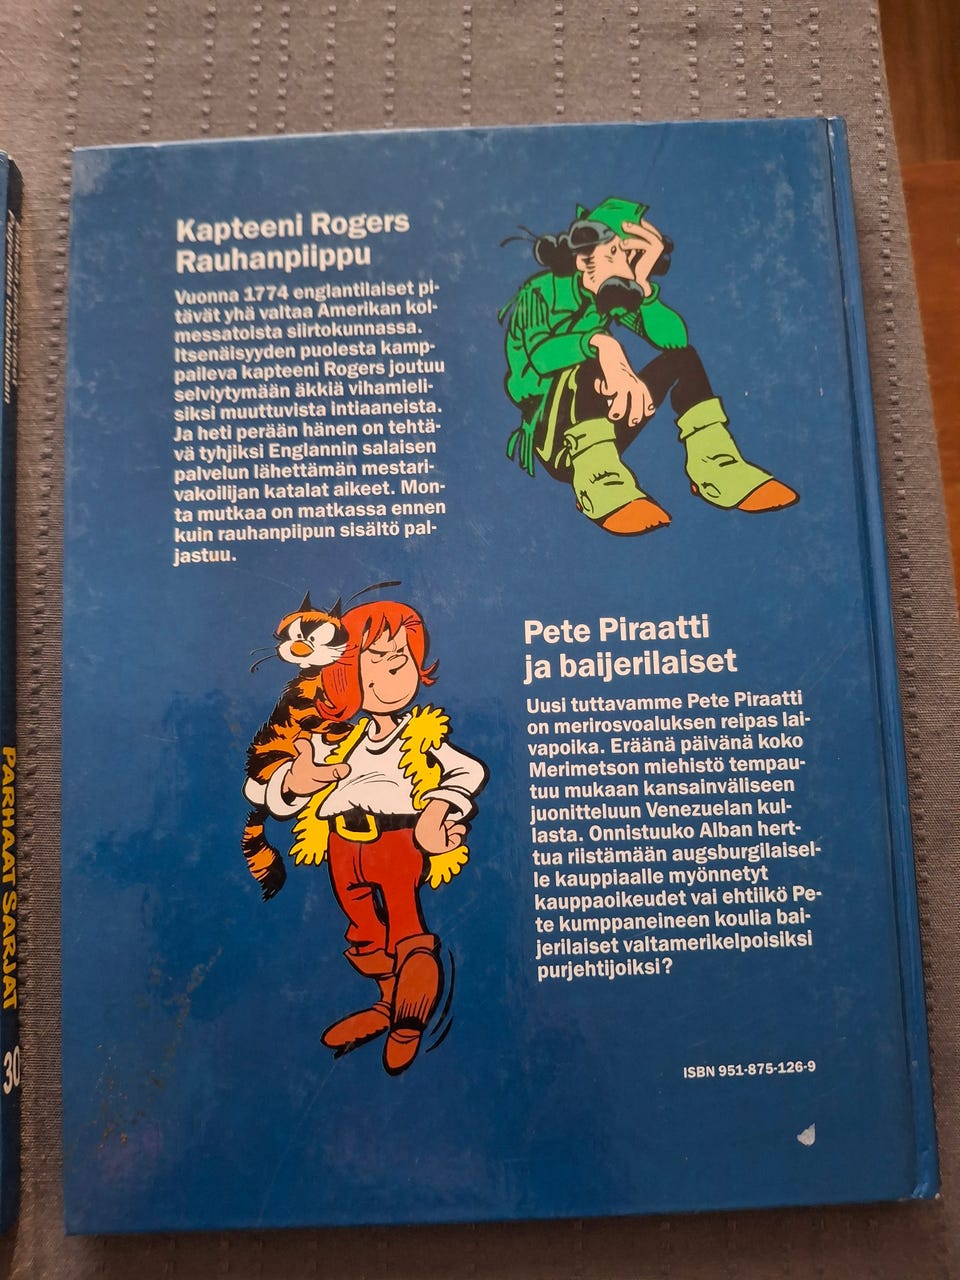 Kapteeni Rogers
Rauhanpiippu
Vuonna 1774 englantilaiset pi-
tävät yhä valtaa Amerikan kol-
messatoista siirtokunnassa.
Itsenäisyyden puolesta kamp-
paileva kapteeni Rogers joutuu
selviytymään äkkiä vihamieli-
siksi muuttuvista intiaaneista.
Ja heti perään hänen on tehtä-
vä tyhjiksi Englannin salaisen
palvelun lähettämän mestari-
vakoilijan katalat aikeet. Mon-
ta mutkaa on matkassa ennen
kuin rauhanpiipun sisältö pal-
jastuu.
Pete Piraatti
ja baijerilaiset
Uusi tuttavamme Pete Piraatti
on merirosvoaluksen reipas lai-
vapoika. Eräänä päivänä koko
Merimetson miehistö tempau-
tuu mukaan kansainväliseen
juonitteluun Venezuelan kul-
lasta. Onnistuuko Alban hert-
tua riistämään augsburgilaisel-
le kauppiaalle myönnetyt
kauppaoikeudet vai ehtiikö Pe-
te kumppaneineen koulia bai-
jerilaiset valtamerikelpoisiksi
purjehtijoiksi?
ISBN 951-875-126-9
PARHAAT SARJAT
30